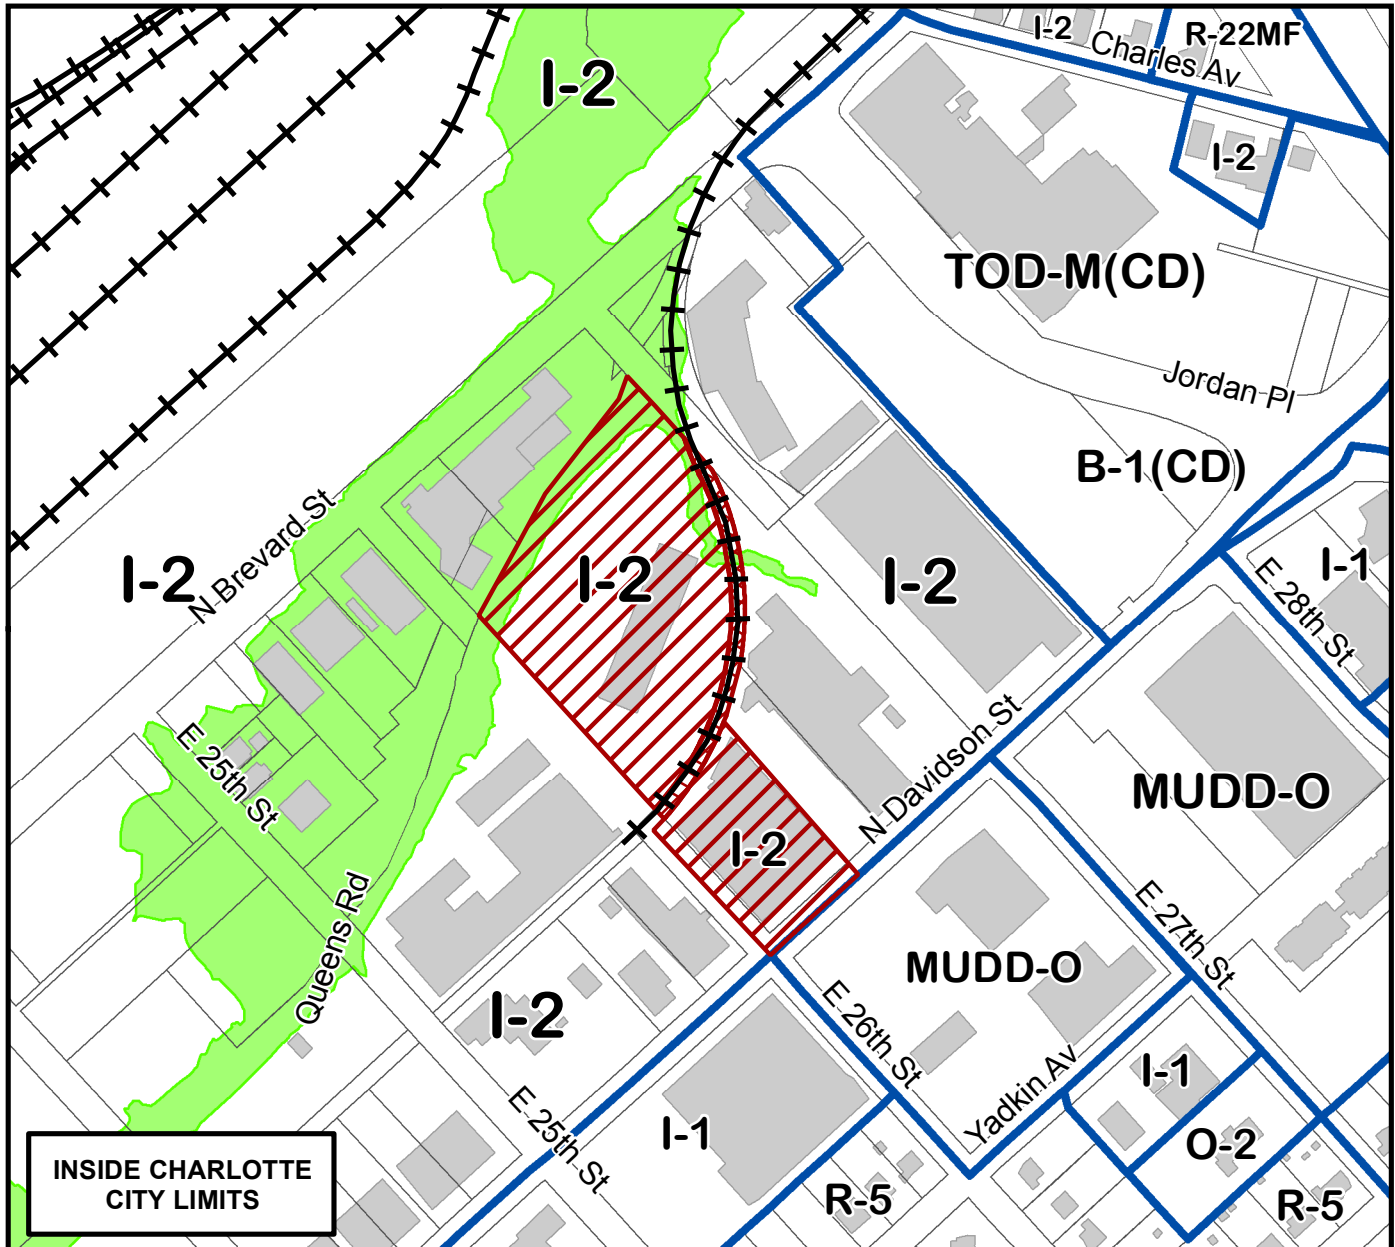 I-2
R-22MF
I-2
Charles Av
I-2
TOD-M(CD)
Jordan Pl
B-1(CD)
N Brevard St
I-2
I-2
I-2
I-1
E 28th St
E 25th St
N Davidson St
MUDD-O
I-2
Queens Rd
E 27th St
MUDD-O
I-2
E 26th St
Yadkin Av
I-1
E 25th St
I-1
O-2
R-5
R-5
INSIDE CHARLOTTE
CITY LIMITS